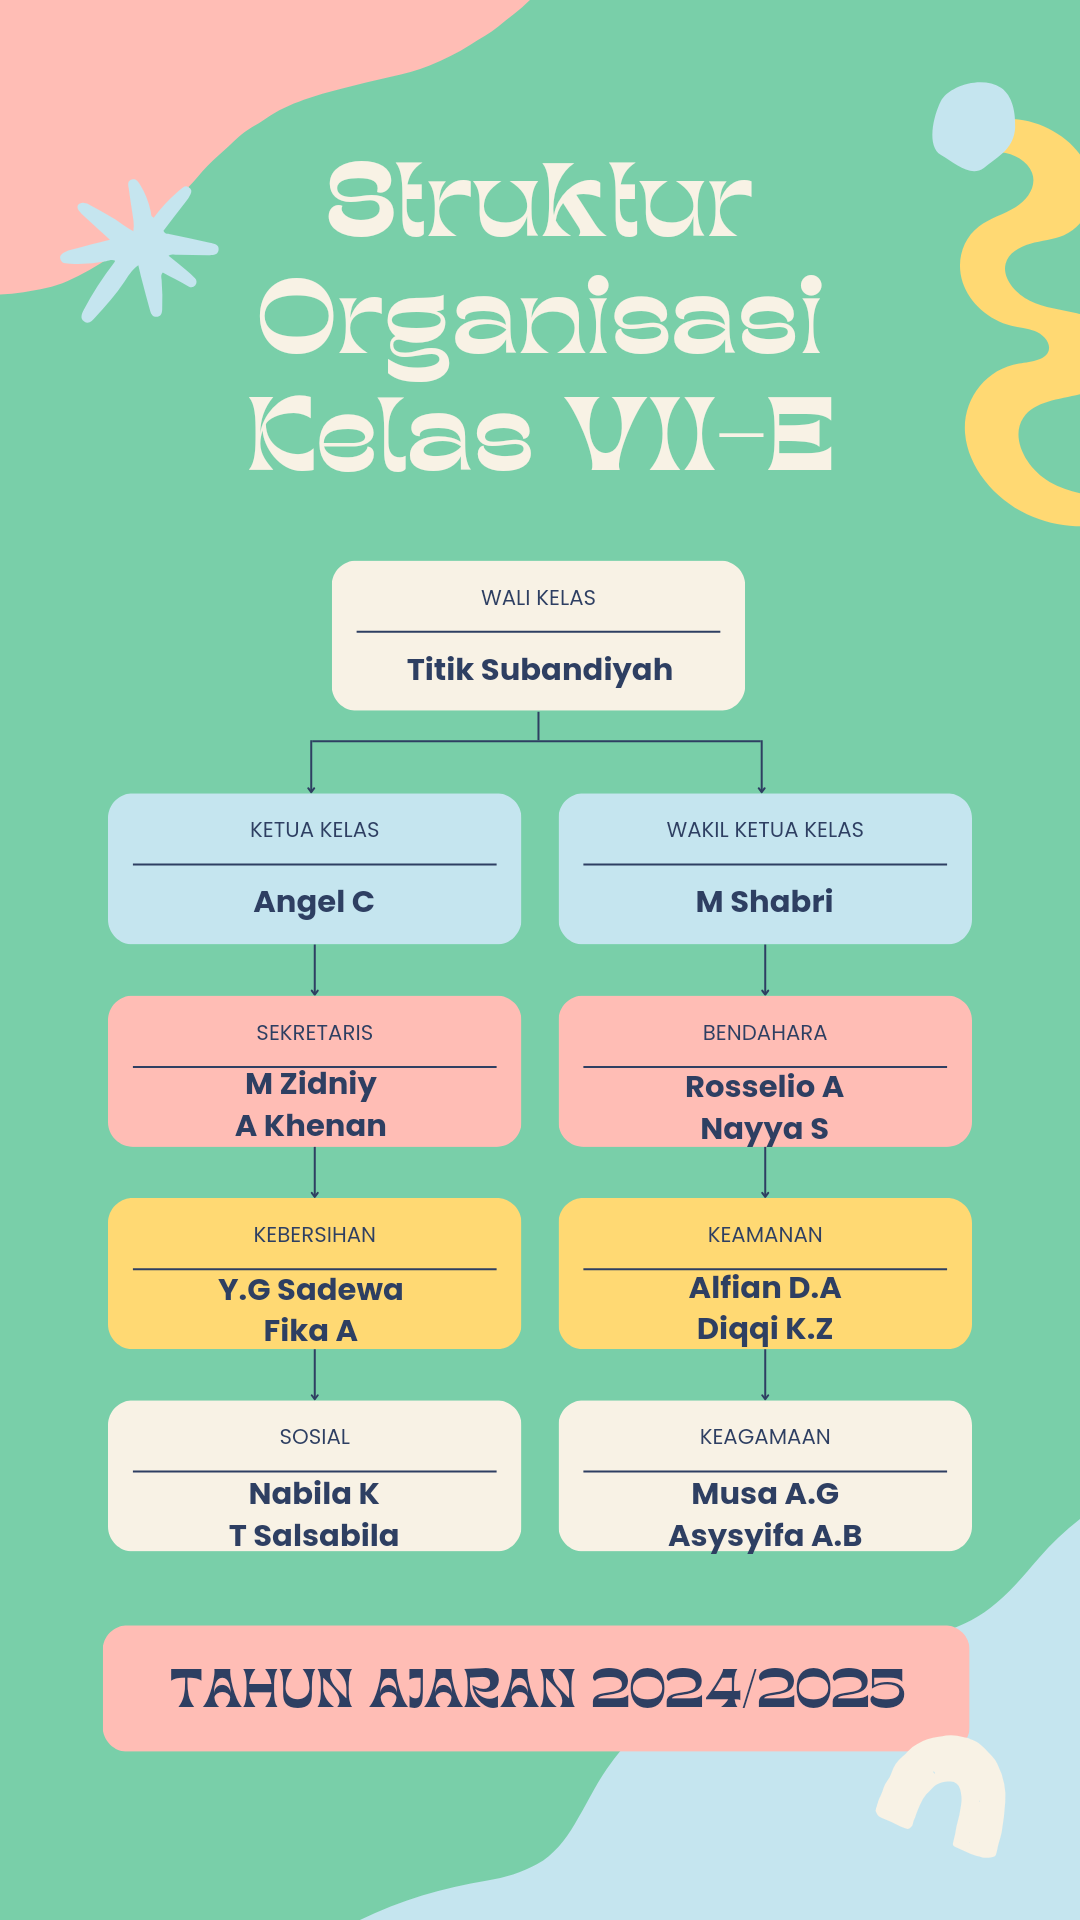 Struktur
Organisasi
Kelas VII-E
WALI KELAS
Titik Subandiyah
KETUA KELAS
Angel C
WAKIL KETUA KELAS
M Shabri
SEKRETARIS
M Zidniy
A Khenan
BENDAHARA
Rosselio A
Nayya S
KEBERSIHAN
Y.G Sadewa
Fika A
KEAMANAN
Alfian D.A
Diqqi K.Z
SOSIAL
Nabila K
T Salsabila
KEAGAMAAN
Musa A.G
Asysyifa A.B
TAHUN AJARAN 2024/2025